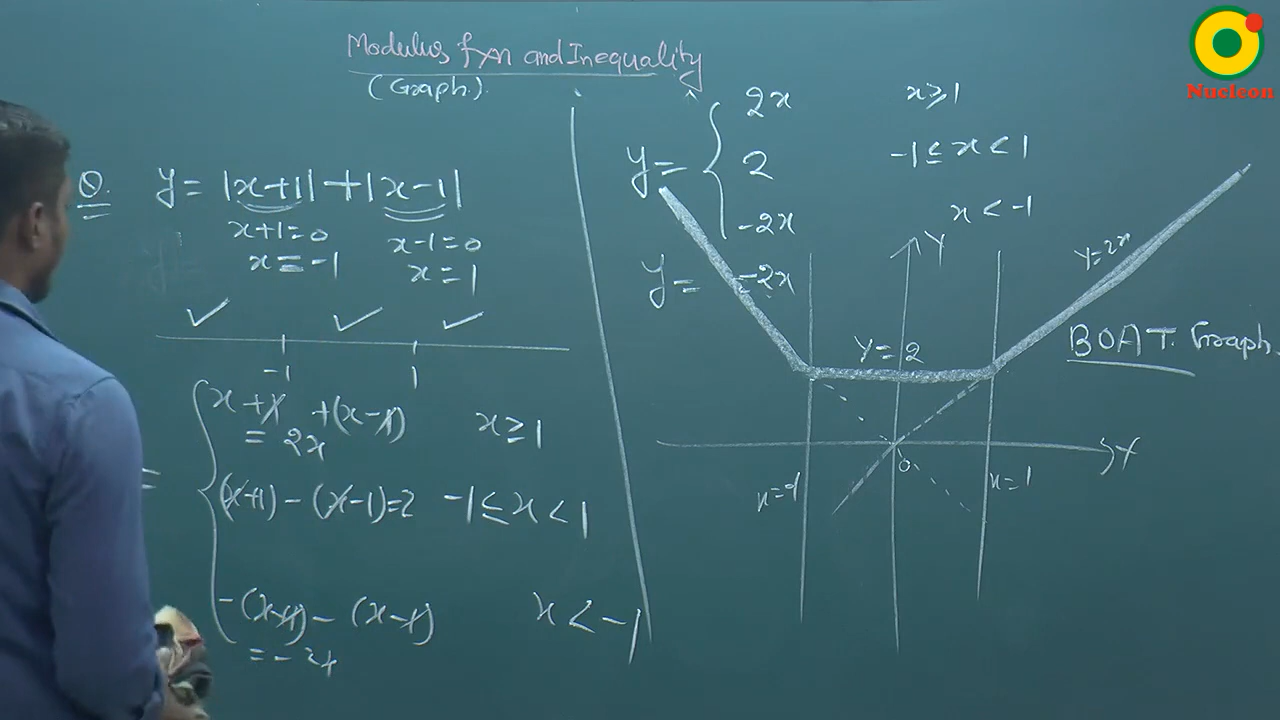 Modulus fxn and Inequality
(Graph).
Nucleon
Q. y = |x+1| + |x-1|
x+1=0 x-1=0
x=-1 x=1
-1 1
= x+1 +(x-1) x≥1
= 2x
(x+1) - (x-1)=2 -1≤x<1
-(x+1) - (x-1) x<-1
= -2x
y= 2x x≥1
2 -1≤x<1
-2x x<-1
y= -2x
Y
Y=2x
Y=2
BOAT Graph.
X
O
x=-1
x=1